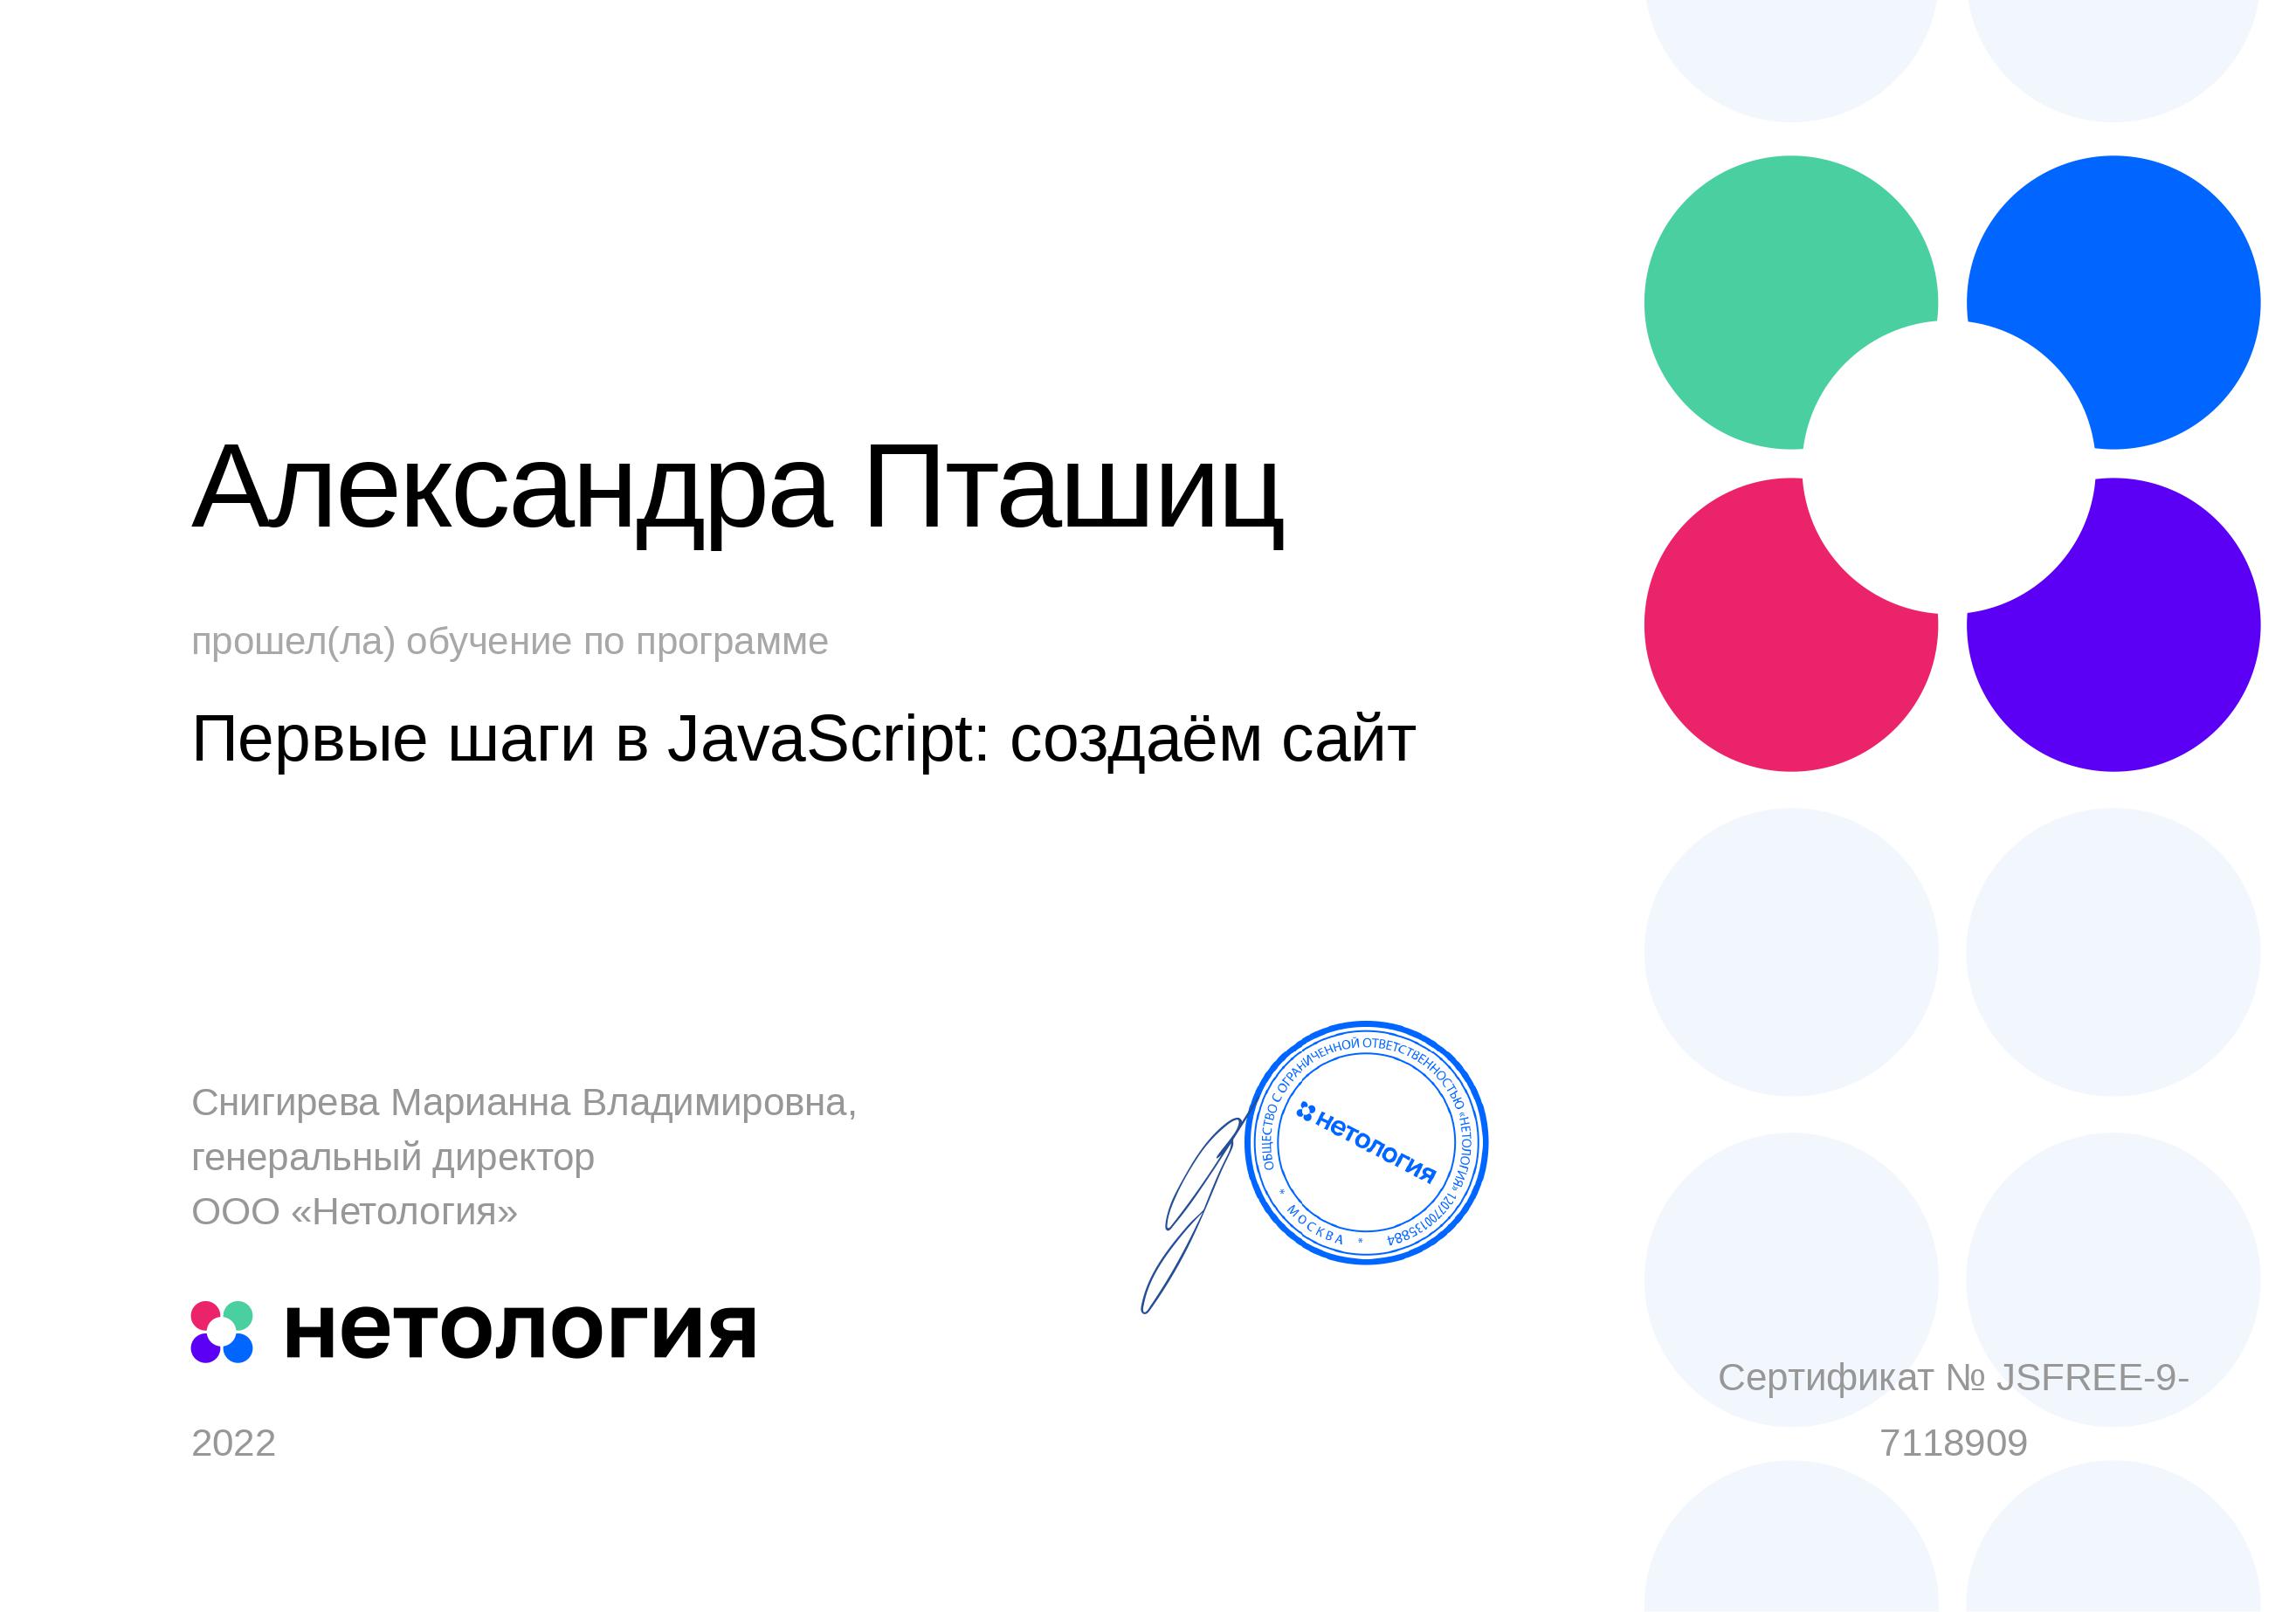 Александра Пташиц
прошел(ла) обучение по программе
Первые шаги в JavaScript: создаём сайт
Снигирева Марианна Владимировна,
генеральный директор
ООО «Нетология»
ОБЩЕСТВО С ОГРАНИЧЕННОЙ ОТВЕТСТВЕННОСТЬЮ «НЕТОЛОГИЯ» 1207700135884
* МОСКВА *
нетология
нетология
2022
Сертификат № JSFREE-9-
7118909